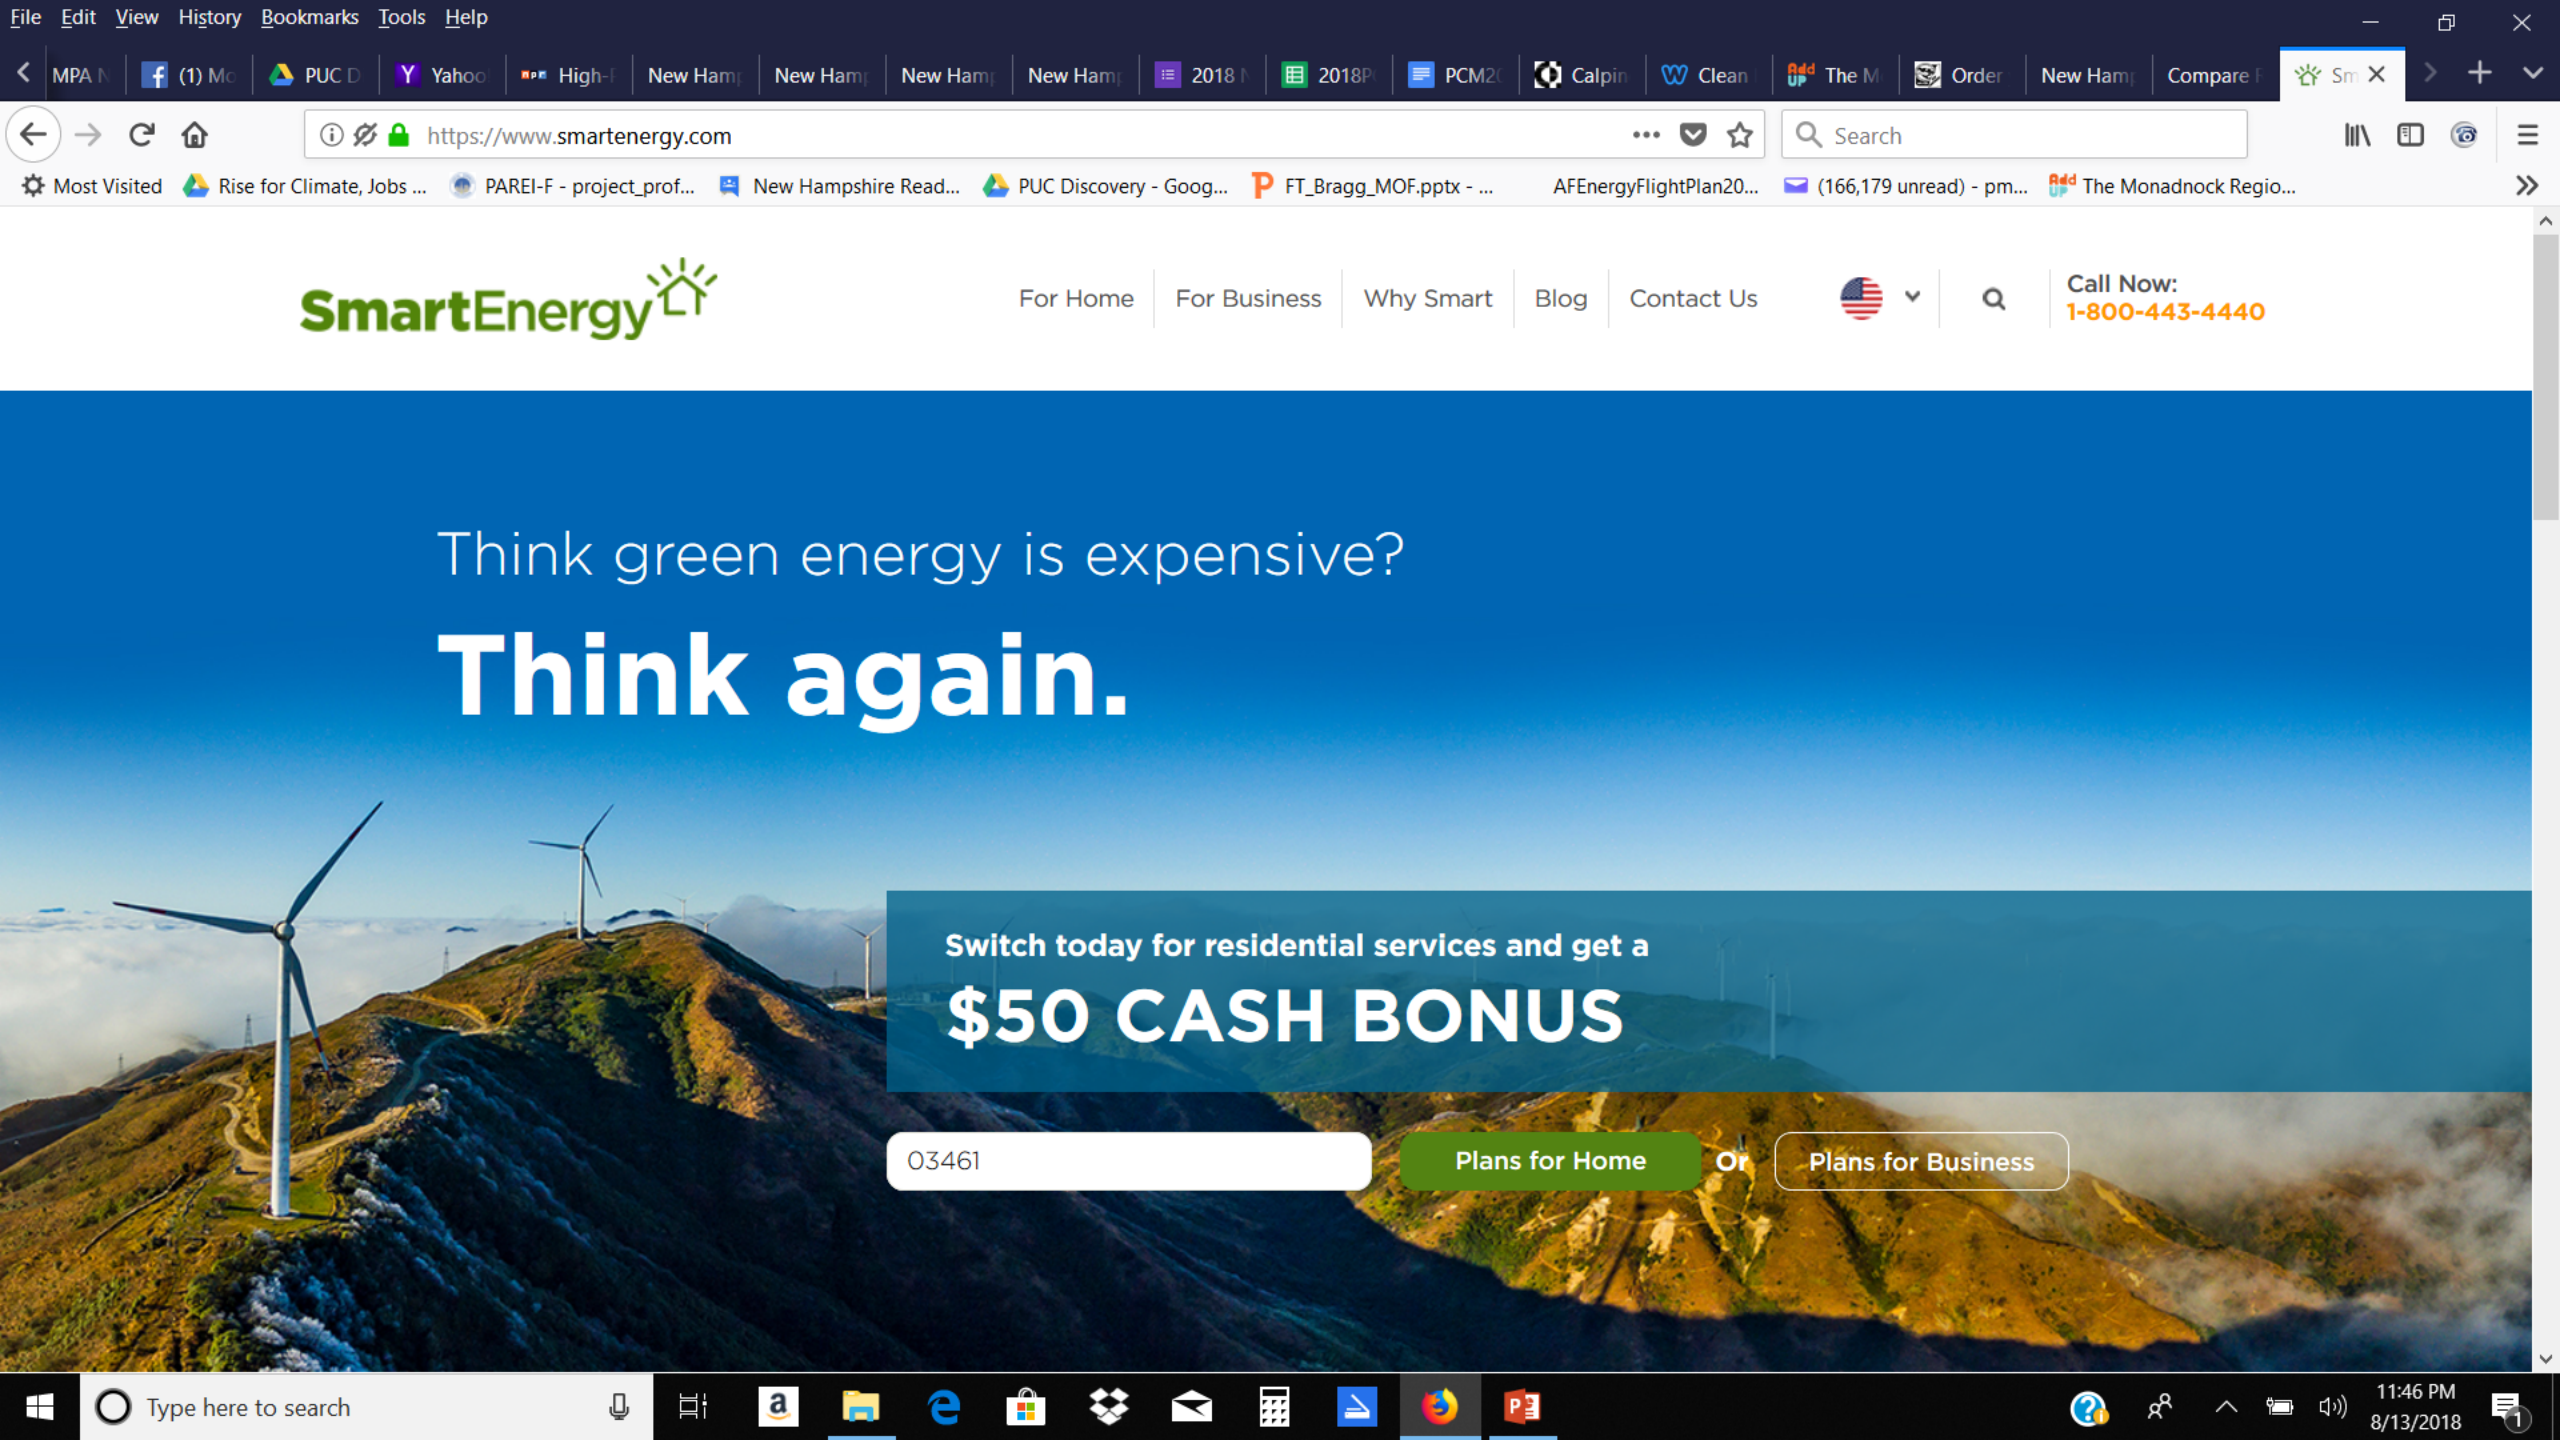 File Edit View History Bookmarks Tools Help
MPA N (1) Mo PUC D Yahoo High- New Ham New Ham New Ham New Ham 2018 N 2018P PCM20 Calpin Clean The M Order New Ham Compare Sm
https://www.smartenergy.com Search
Most Visited Rise for Climate, Jobs ... PAREI-F - project_prof... New Hampshire Read... PUC Discovery - Goog... FT_Bragg_MOF.pptx - ... AFEnergyFlightPlan20... (166,179 unread) - pm... The Monadnock Regio...
SmartEnergy
For Home For Business Why Smart Blog Contact Us
Call Now:
1-800-443-4440
Think green energy is expensive?
Think again.
Switch today for residential services and get a
$50 CASH BONUS
03461 Plans for Home Or Plans for Business
Type here to search
11:46 PM
8/13/2018
1